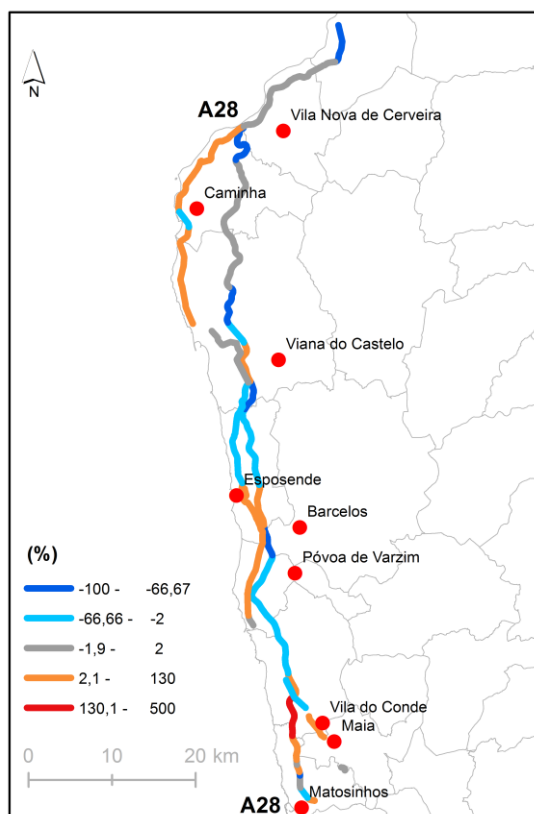 N
A28
Vila Nova de Cerveira
Caminha
Viana do Castelo
Esposende
Barcelos
Póvoa de Varzim
(%)
-100 - -66,67
-66,66 - -2
-1,9 - 2
2,1 - 130
130,1 - 500
Vila do Conde
Maia
0 20 km
Matosinhos
A28